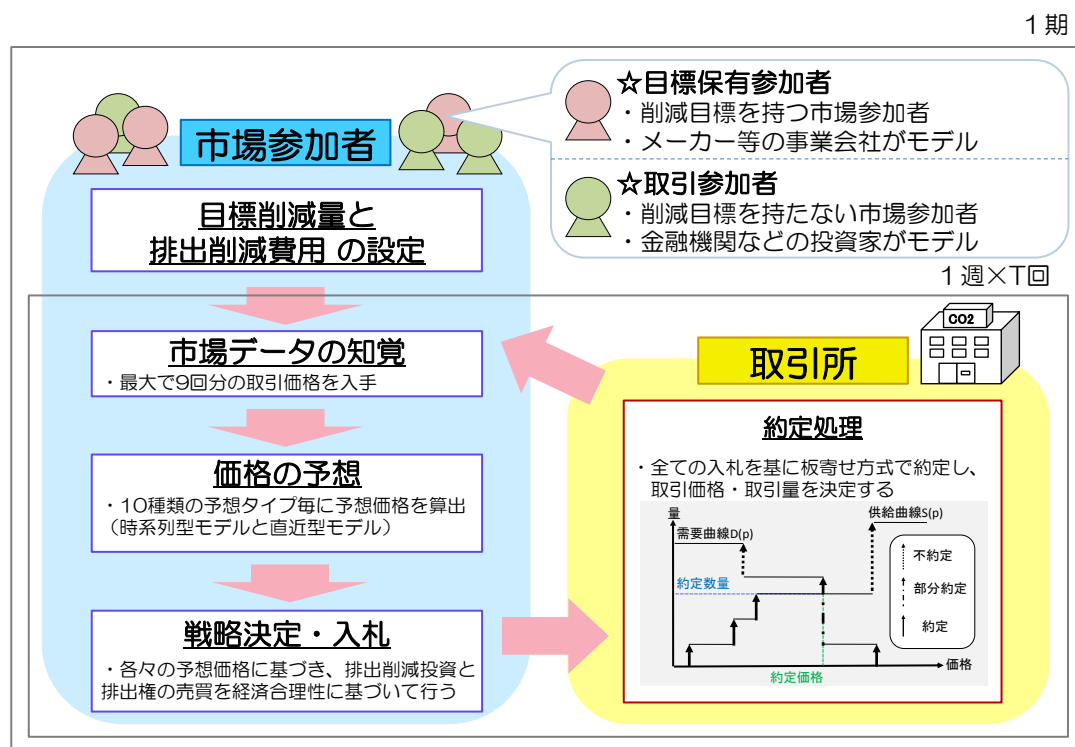 1期
市場参加者
☆目標保有参加者
・削減目標を持つ市場参加者
・メーカー等の事業会社がモデル
☆取引参加者
・削減目標を持たない市場参加者
・金融機関などの投資家がモデル
目標削減量と
排出削減費用 の設定
1週×T回
市場データの知覚
・最大で9回分の取引価格を入手
価格の予想
・10種類の予想タイプ毎に予想価格を算出
(時系列型モデルと直近型モデル)
戦略決定・入札
・各々の予想価格に基づき、排出削減投資と
排出権の売買を経済合理性に基づいて行う
CO2
取引所
約定処理
・全ての入札を基に板寄せ方式で約定し、
取引価格・取引量を決定する
量
需要曲線D(p)
供給曲線S(p)
約定数量
不約定
部分約定
約定
価格
約定価格